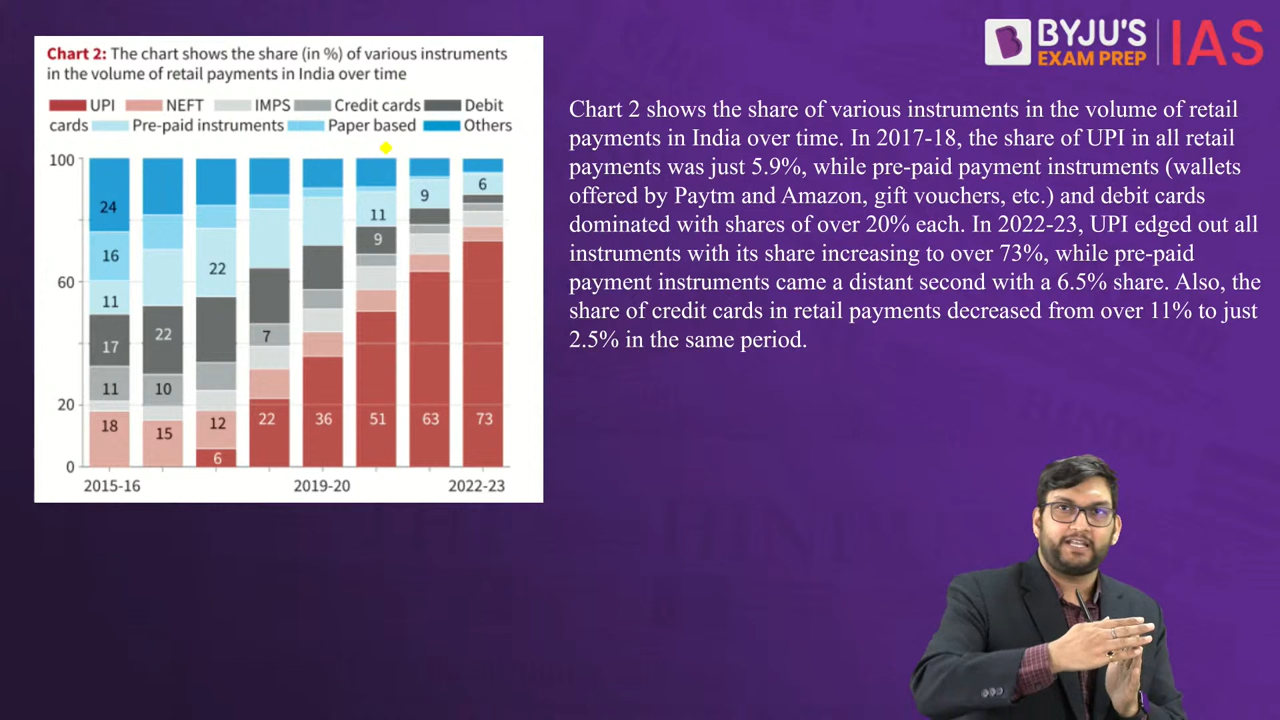 BYJU'S
EXAM PREP
IAS
Chart 2: The chart shows the share (in %) of various instruments
in the volume of retail payments in India over time
UPI NEFT IMPS Credit cards Debit
cards Pre-paid instruments Paper based Others
100
60
20
0
24
16
11
17
11
18
22
10
15
22
12
6
7
22
36
11
9
51
9
63
6
73
2015-16 2019-20 2022-23
Chart 2 shows the share of various instruments in the volume of retail
payments in India over time. In 2017-18, the share of UPI in all retail
payments was just 5.9%, while pre-paid payment instruments (wallets
offered by Paytm and Amazon, gift vouchers, etc.) and debit cards
dominated with shares of over 20% each. In 2022-23, UPI edged out all
instruments with its share increasing to over 73%, while pre-paid
payment instruments came a distant second with a 6.5% share. Also, the
share of credit cards in retail payments decreased from over 11% to just
2.5% in the same period.